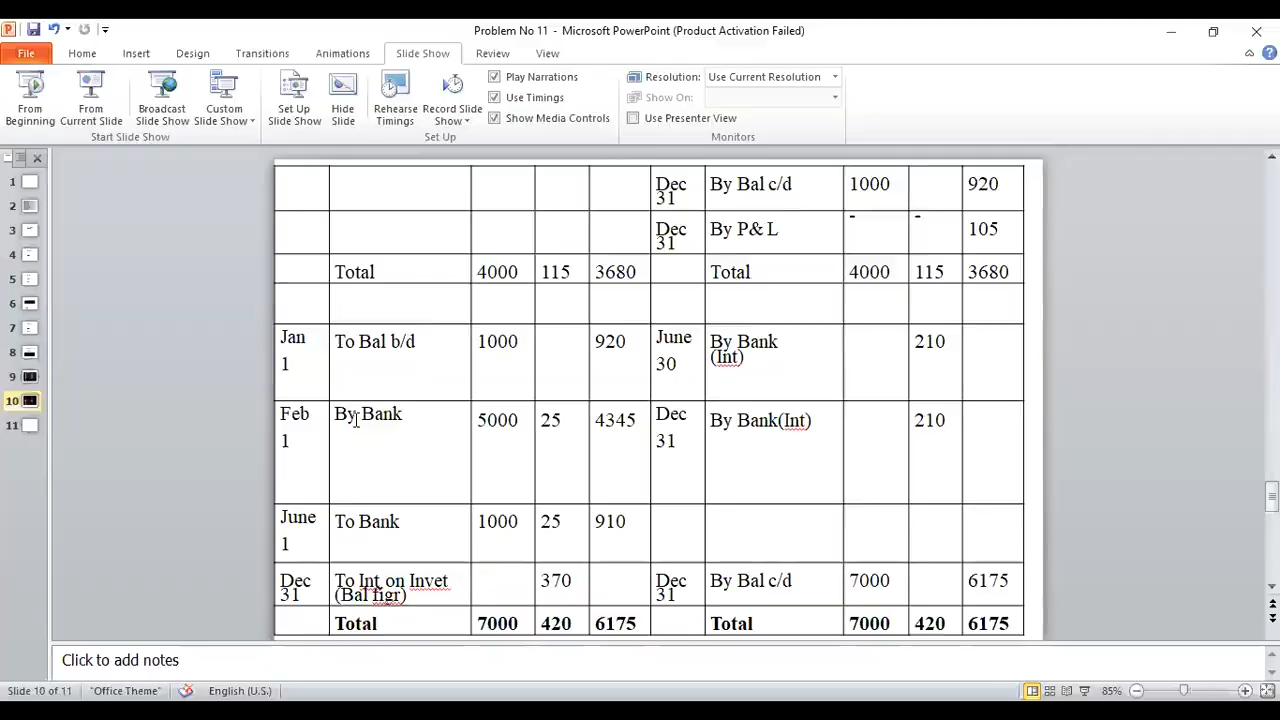 Problem No 11 - Microsoft PowerPoint (Product Activation Failed)
File Home Insert Design Transitions Animations Slide Show Review View
From Beginning
From Current Slide
Broadcast Slide Show
Custom Slide Show
Start Slide Show
Set Up Slide Show
Hide Slide
Rehearse Timings
Record Slide Show
Play Narrations
Use Timings
Show Media Controls
Set Up
Resolution: Use Current Resolution
Show On:
Use Presenter View
Monitors
1
2
3
4
5
6
7
8
9
10
11
Dec 31 By Bal c/d 1000 920
Dec 31 By P& L - - 105
Total 4000 115 3680 Total 4000 115 3680
Jan 1 To Bal b/d 1000 920 June 30 By Bank (Int) 210
Feb 1 By Bank 5000 25 4345 Dec 31 By Bank(Int) 210
June 1 To Bank 1000 25 910
Dec 31 To Int on Invet (Bal figr) 370 Dec 31 By Bal c/d 7000 6175
Total 7000 420 6175 Total 7000 420 6175
Click to add notes
Slide 10 of 11 "Office Theme" English (U.S.) 85%